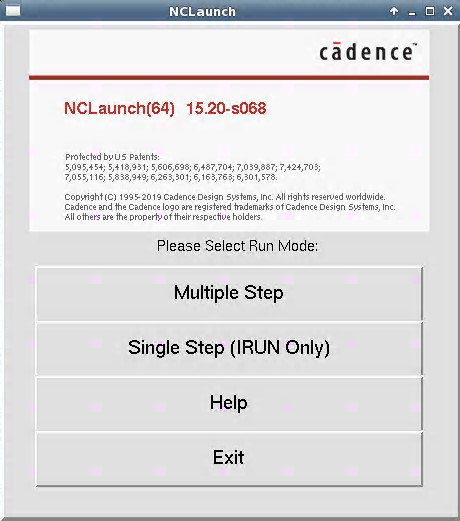 NCLaunch
cādence™
NCLaunch(64) 15.20-s068
Protected by US Patents:
5,095,454; 5,418,931; 5,606,698; 6,487,704; 7,039,887; 7,424,703;
7,055,116; 5,838,949; 6,263,301; 6,163,763; 6,301,578.
Copyright (C) 1995-2019 Cadence Design Systems, Inc. All rights reserved worldwide.
Cadence and the Cadence logo are registered trademarks of Cadence Design Systems, Inc.
All others are the property of their respective holders.
Please Select Run Mode:
Multiple Step
Single Step (IRUN Only)
Help
Exit